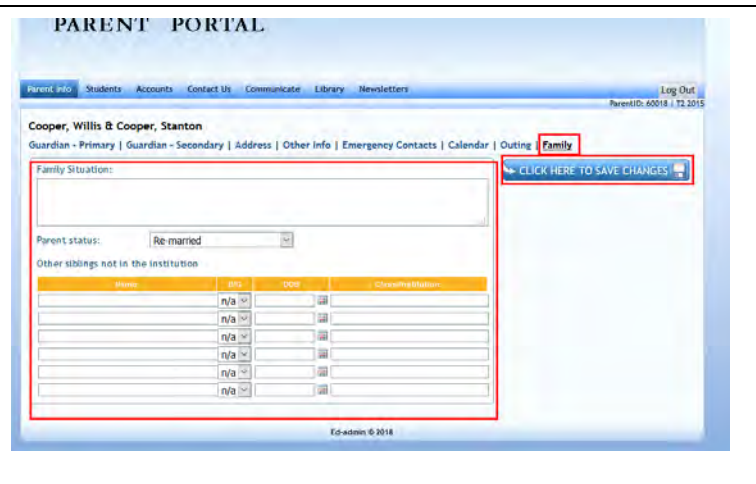 PARENT PORTAL
Parent info Students Accounts Contact Us Communicate Library Newsletters Log Out
ParentID: 60018 | T2 2015
Cooper, Willis & Cooper, Stanton
Guardian - Primary | Guardian - Secondary | Address | Other info | Emergency Contacts | Calendar | Outing | Family
Family Situation: CLICK HERE TO SAVE CHANGES
Parent status: Re-married
Other siblings not in the institution
Name DOB Class/Institution
n/a
n/a
n/a
n/a
n/a
n/a
Ed-admin © 2018